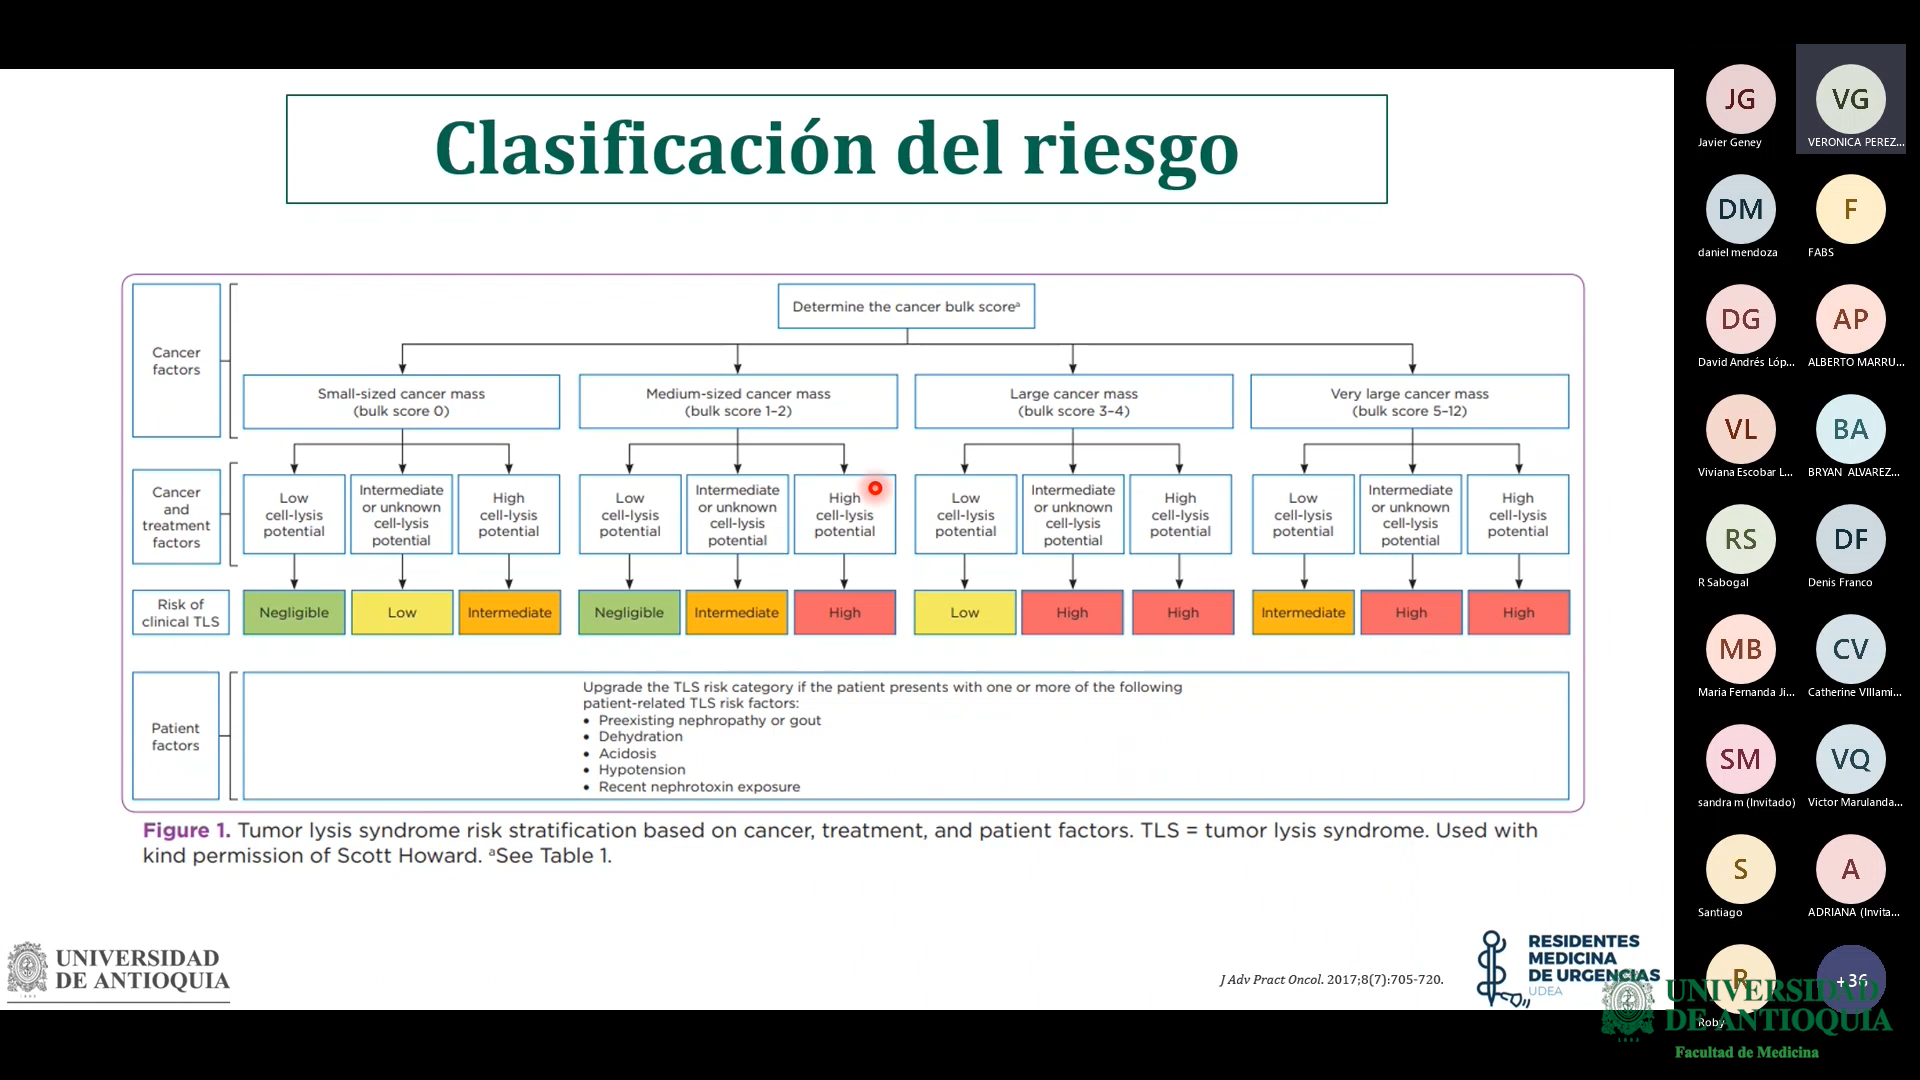 Clasificación del riesgo
Determine the cancer bulk scoreᵃ
Cancer
factors
Small-sized cancer mass
(bulk score 0)
Medium-sized cancer mass
(bulk score 1–2)
Large cancer mass
(bulk score 3–4)
Very large cancer mass
(bulk score 5–12)
Cancer
and
treatment
factors
Low
cell-lysis
potential
Intermediate
or unknown
cell-lysis
potential
High
cell-lysis
potential
Low
cell-lysis
potential
Intermediate
or unknown
cell-lysis
potential
High
cell-lysis
potential
Low
cell-lysis
potential
Intermediate
or unknown
cell-lysis
potential
High
cell-lysis
potential
Low
cell-lysis
potential
Intermediate
or unknown
cell-lysis
potential
High
cell-lysis
potential
Risk of
clinical TLS
Negligible
Low
Intermediate
Negligible
Intermediate
High
Low
High
High
Intermediate
High
High
Patient
factors
Upgrade the TLS risk category if the patient presents with one or more of the following
patient-related TLS risk factors:
• Preexisting nephropathy or gout
• Dehydration
• Acidosis
• Hypotension
• Recent nephrotoxin exposure
Figure 1. Tumor lysis syndrome risk stratification based on cancer, treatment, and patient factors. TLS = tumor lysis syndrome. Used with
kind permission of Scott Howard. ᵃSee Table 1.
UNIVERSIDAD
DE ANTIOQUIA
J Adv Pract Oncol. 2017;8(7):705-720.
RESIDENTES
MEDICINA
DE URGENCIAS
UDEA
JG
Javier Geney
VG
VERONICA PEREZ...
DM
daniel mendoza
F
FABS
DG
David Andrés Lóp...
AP
ALBERTO MARRU...
VL
Viviana Escobar L...
BA
BRYAN ALVAREZ...
RS
R Sabogal
DF
Denis Franco
MB
Maria Fernanda Ji...
CV
Catherine VIllami...
SM
sandra m (Invitado)
VQ
Victor Marulanda...
S
Santiago
A
ADRIANA (Invita...
R
Roby
+36
UNIVERSIDAD
DE ANTIOQUIA
Facultad de Medicina